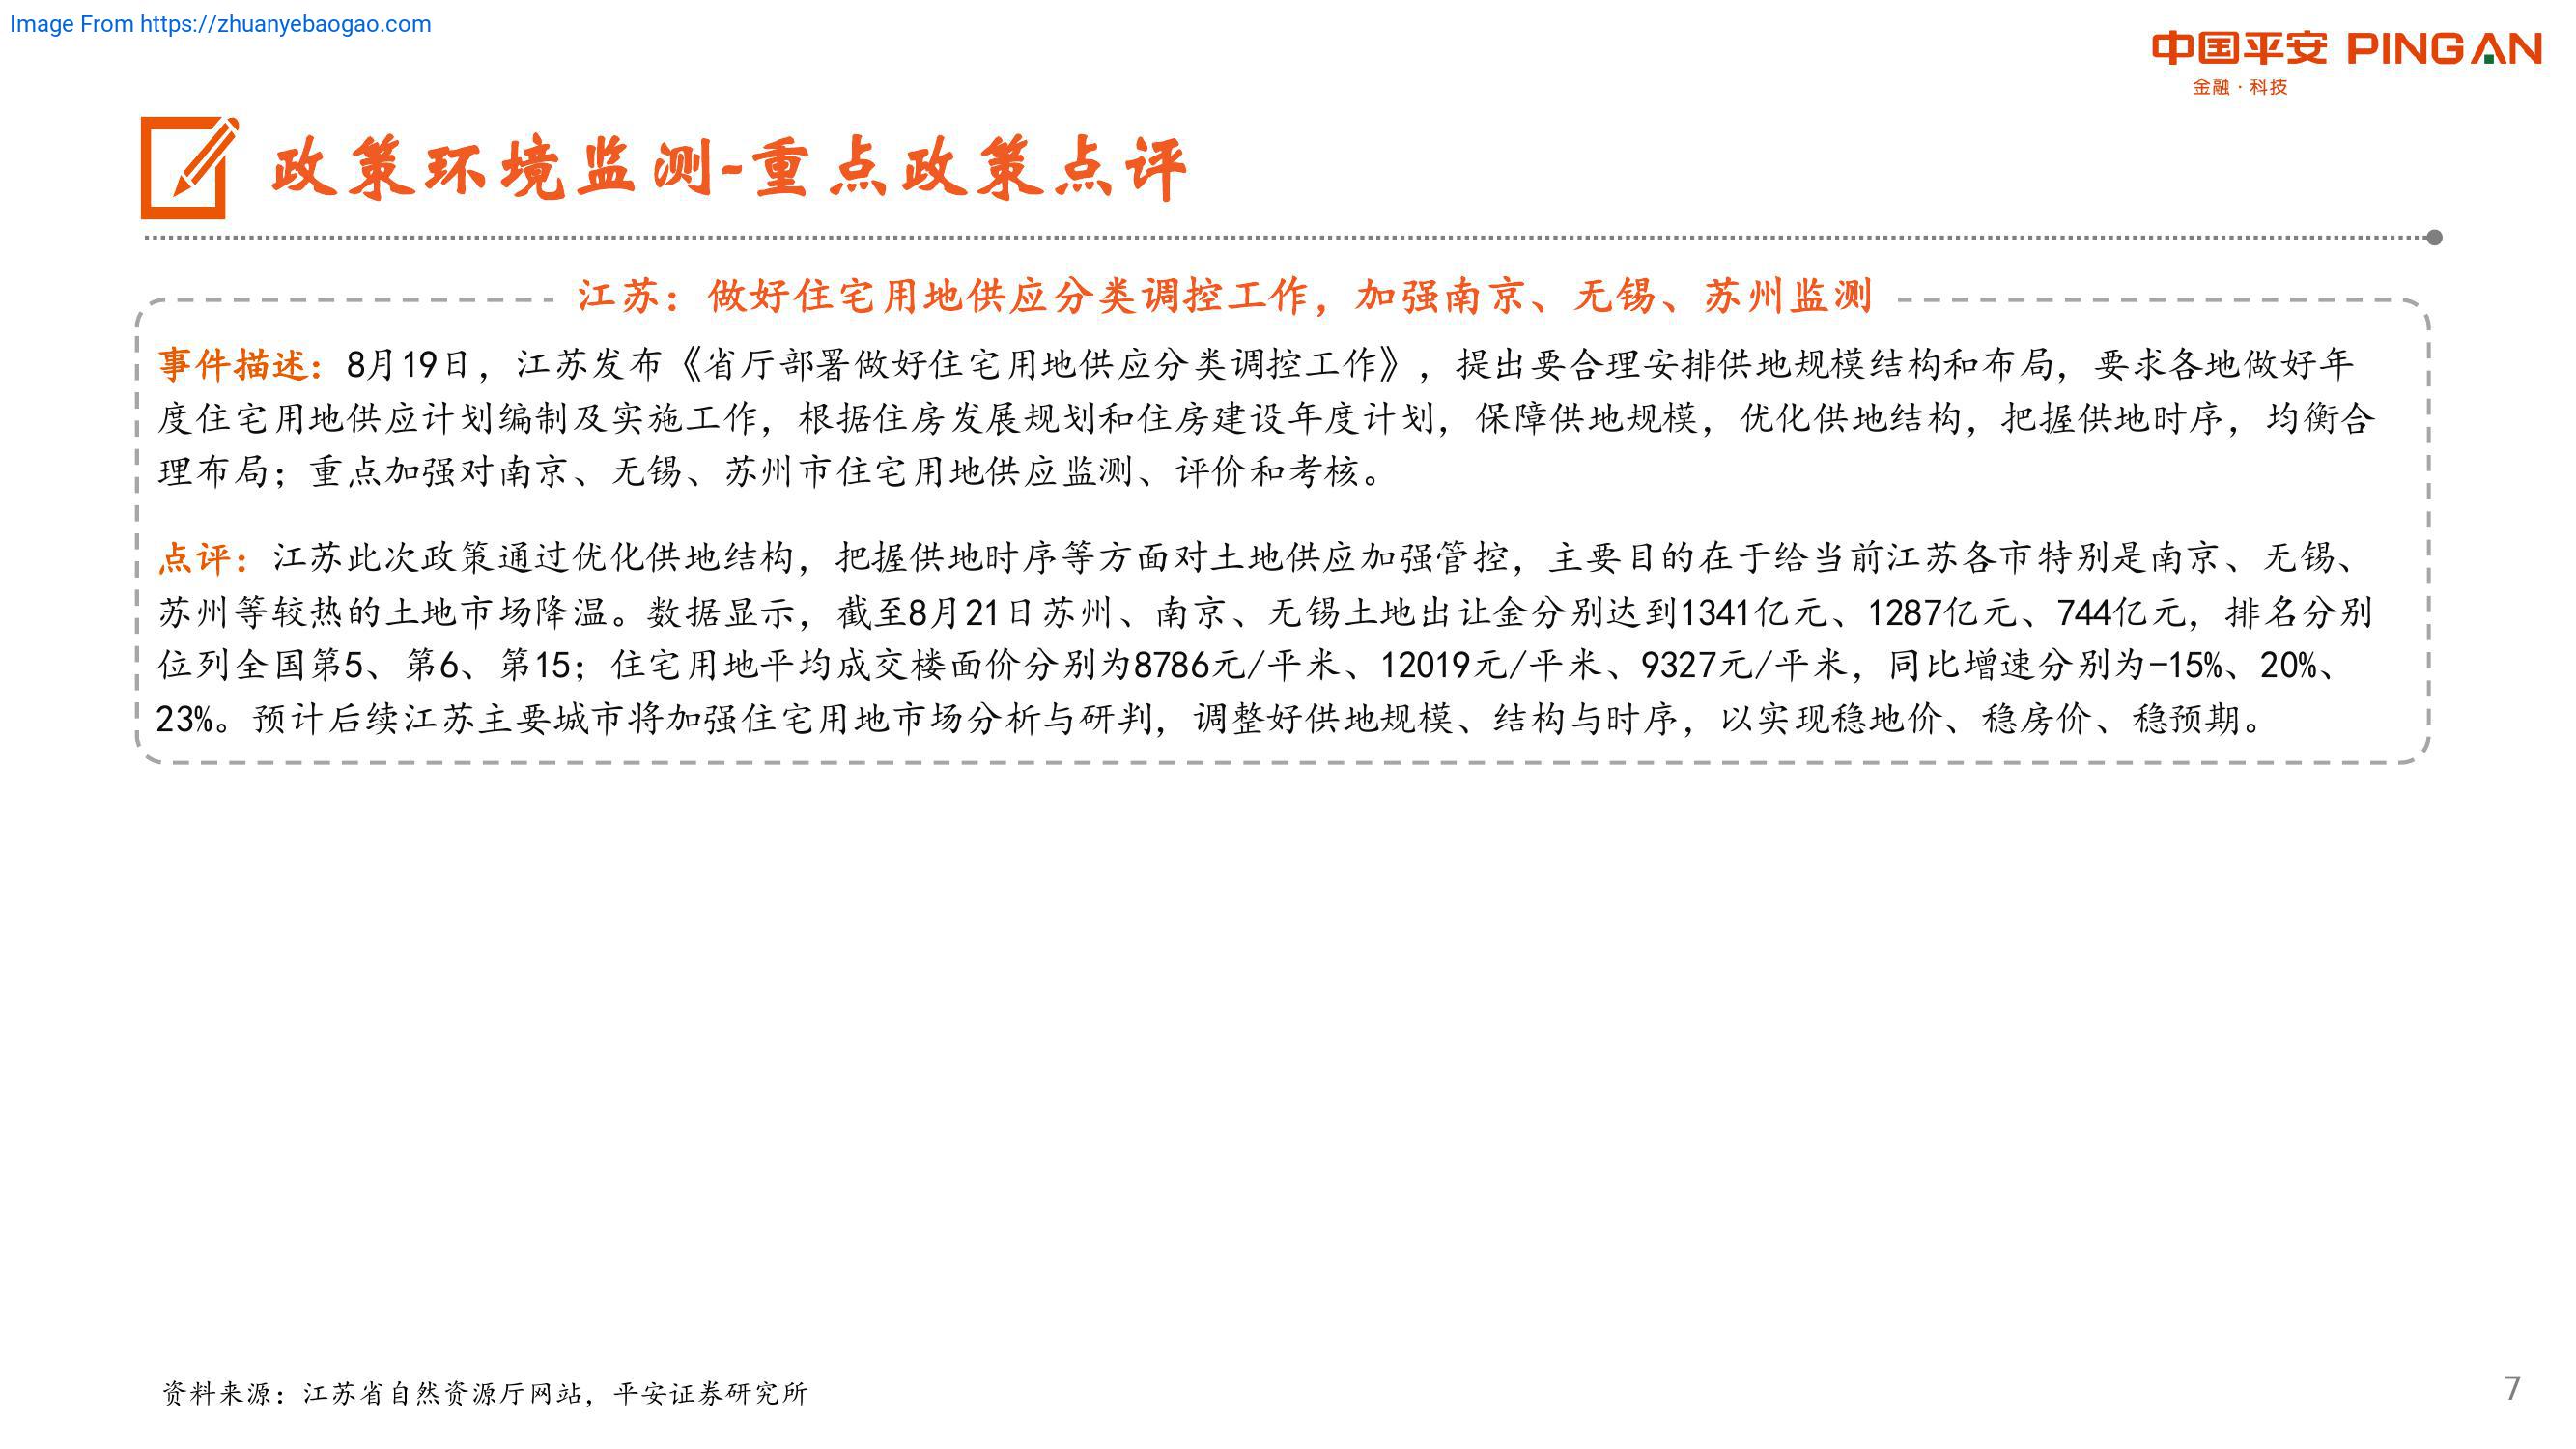 Image From https://zhuanyebaogao.com
中国平安 PINGAN
金融·科技
政策环境监测-重点政策点评
江苏：做好住宅用地供应分类调控工作，加强南京、无锡、苏州监测
事件描述：8月19日，江苏发布《省厅部署做好住宅用地供应分类调控工作》，提出要合理安排供地规模结构和布局，要求各地做好年
度住宅用地供应计划编制及实施工作，根据住房发展规划和住房建设年度计划，保障供地规模，优化供地结构，把握供地时序，均衡合
理布局；重点加强对南京、无锡、苏州市住宅用地供应监测、评价和考核。
点评：江苏此次政策通过优化供地结构，把握供地时序等方面对土地供应加强管控，主要目的在于给当前江苏各市特别是南京、无锡、
苏州等较热的土地市场降温。数据显示，截至8月21日苏州、南京、无锡土地出让金分别达到1341亿元、1287亿元、744亿元，排名分别
位列全国第5、第6、第15；住宅用地平均成交楼面价分别为8786元/平米、12019元/平米、9327元/平米，同比增速分别为-15%、20%、
23%。预计后续江苏主要城市将加强住宅用地市场分析与研判，调整好供地规模、结构与时序，以实现稳地价、稳房价、稳预期。
资料来源：江苏省自然资源厅网站，平安证券研究所
7